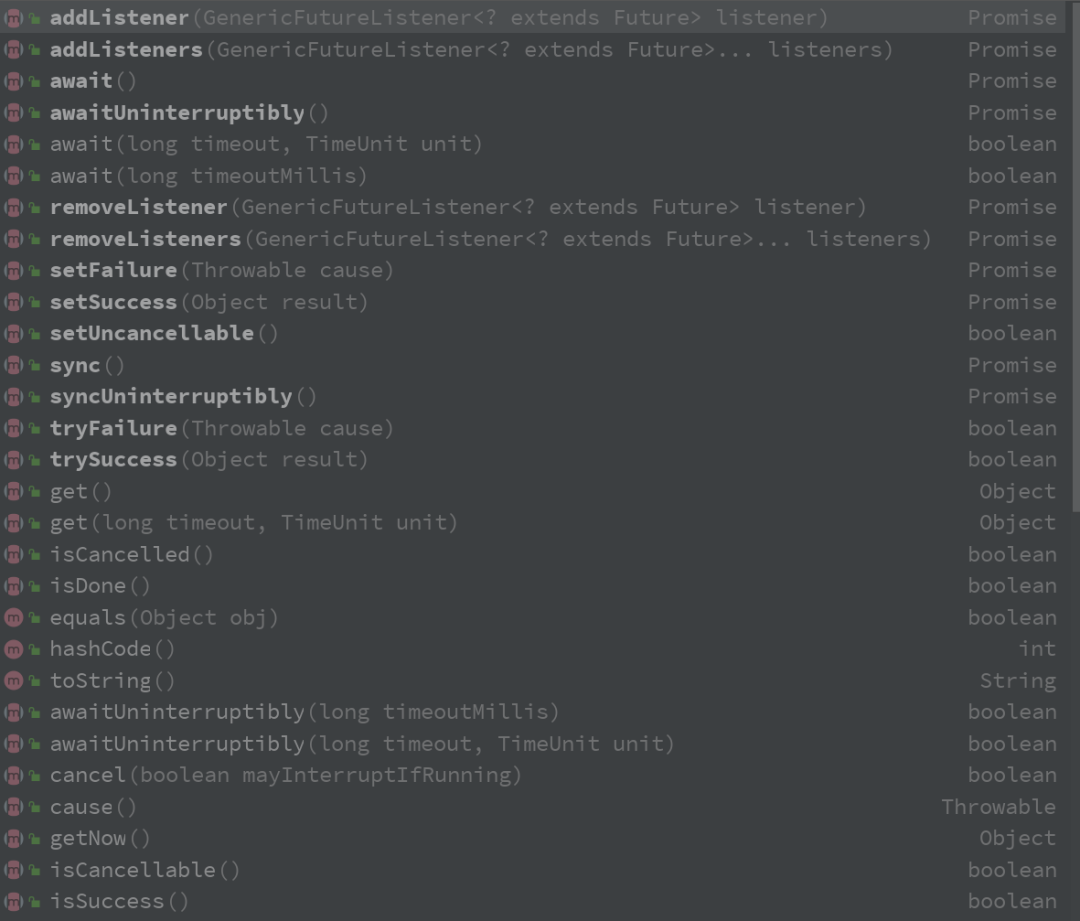 addListener(GenericFutureListener<? extends Future> listener) Promise
addListeners(GenericFutureListener<? extends Future>... listeners) Promise
await() Promise
awaitUninterruptibly() Promise
await(long timeout, TimeUnit unit) boolean
await(long timeoutMillis) boolean
removeListener(GenericFutureListener<? extends Future> listener) Promise
removeListeners(GenericFutureListener<? extends Future>... listeners) Promise
setFailure(Throwable cause) Promise
setSuccess(Object result) Promise
setUncancellable() boolean
sync() Promise
syncUninterruptibly() Promise
tryFailure(Throwable cause) boolean
trySuccess(Object result) boolean
get() Object
get(long timeout, TimeUnit unit) Object
isCancelled() boolean
isDone() boolean
equals(Object obj) boolean
hashCode() int
toString() String
awaitUninterruptibly(long timeoutMillis) boolean
awaitUninterruptibly(long timeout, TimeUnit unit) boolean
cancel(boolean mayInterruptIfRunning) boolean
cause() Throwable
getNow() Object
isCancellable() boolean
isSuccess() boolean